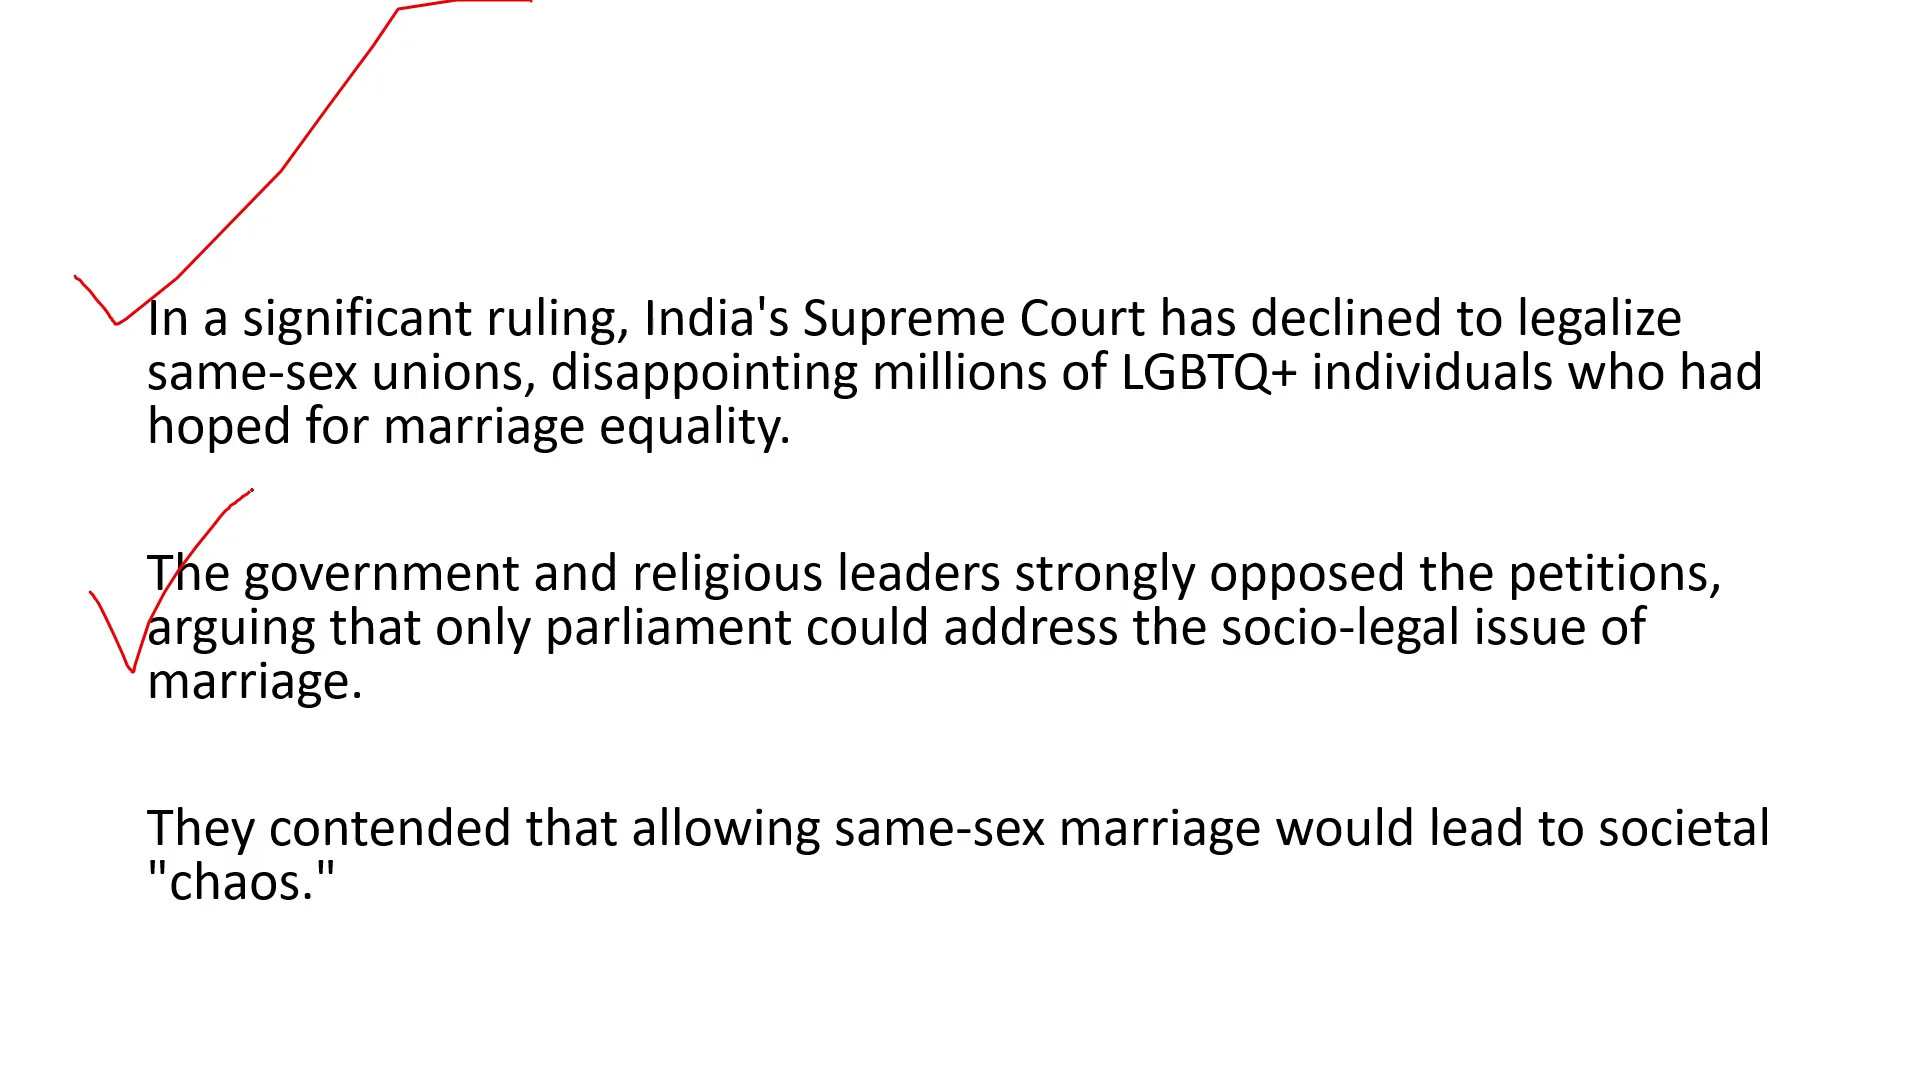 In a significant ruling, India's Supreme Court has declined to legalize
same-sex unions, disappointing millions of LGBTQ+ individuals who had
hoped for marriage equality.
The government and religious leaders strongly opposed the petitions,
arguing that only parliament could address the socio-legal issue of
marriage.
They contended that allowing same-sex marriage would lead to societal
"chaos."